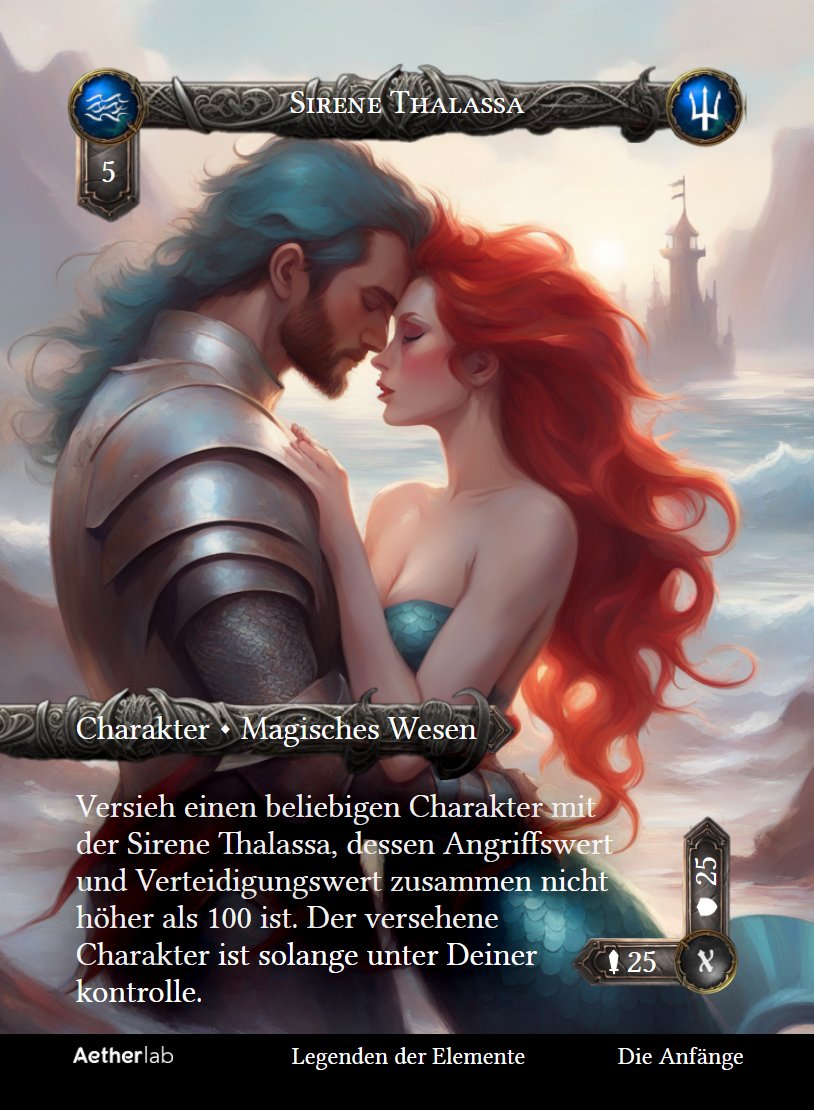 Sirene Thalassa
5
Charakter • Magisches Wesen
Versieh einen beliebigen Charakter mit
der Sirene Thalassa, dessen Angriffswert
und Verteidigungswert zusammen nicht
höher als 100 ist. Der versehene
Charakter ist solange unter Deiner
kontrolle.
25
25
Aetherlab
Legenden der Elemente
Die Anfänge